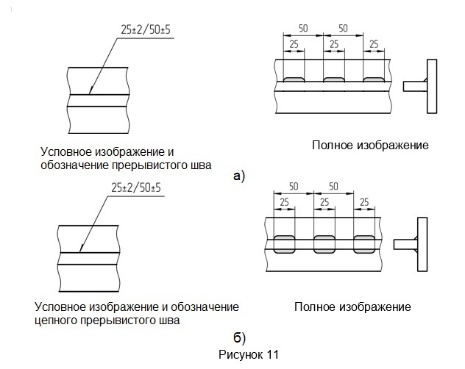 25±2/50±5
50
50
25
25
25
Условное изображение и
обозначение прерывистого шва
Полное изображение
а)
25±2/50±5
50
50
25
25
25
Условное изображение и обозначение
цепного прерывистого шва
Полное изображение
б)
Рисунок 11